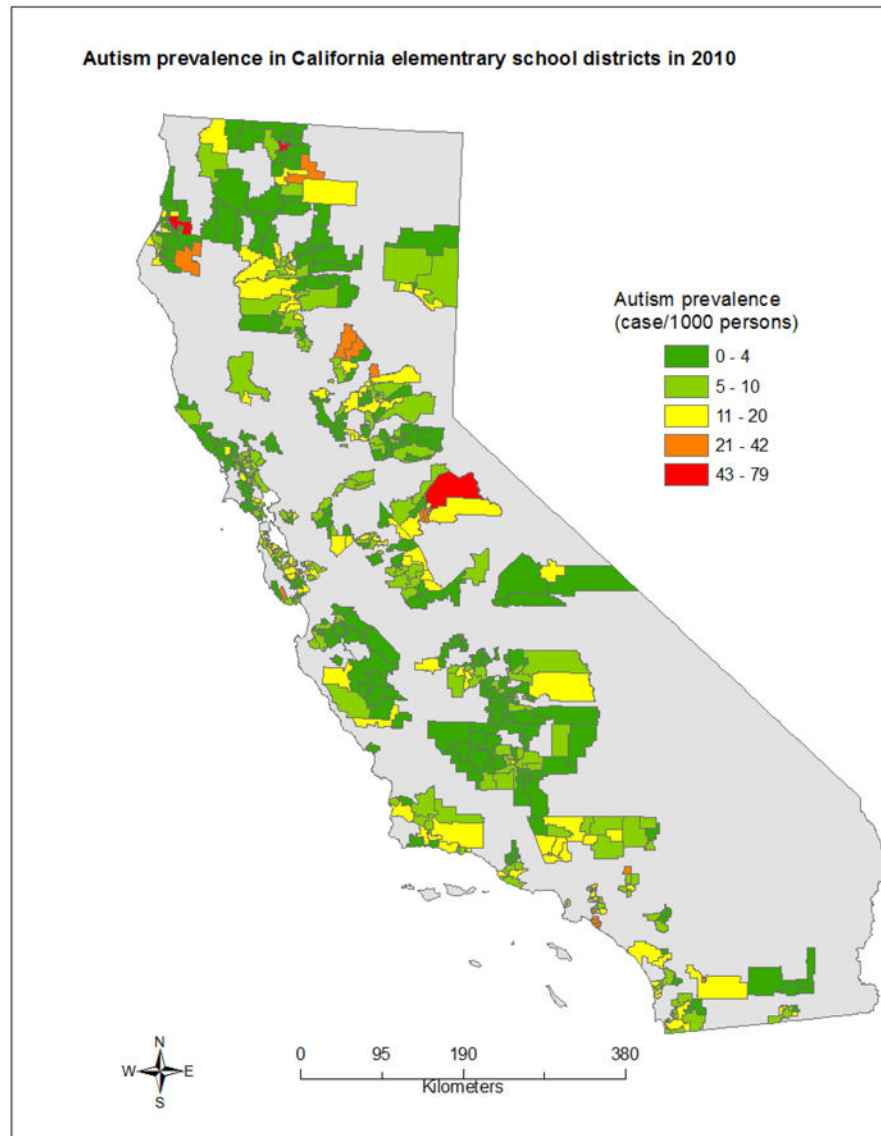 Autism prevalence in California elementrary school districts in 2010
Autism prevalence
(case/1000 persons)
0 - 4
5 - 10
11 - 20
21 - 42
43 - 79
N
W E
S
0 95 190 380
Kilometers